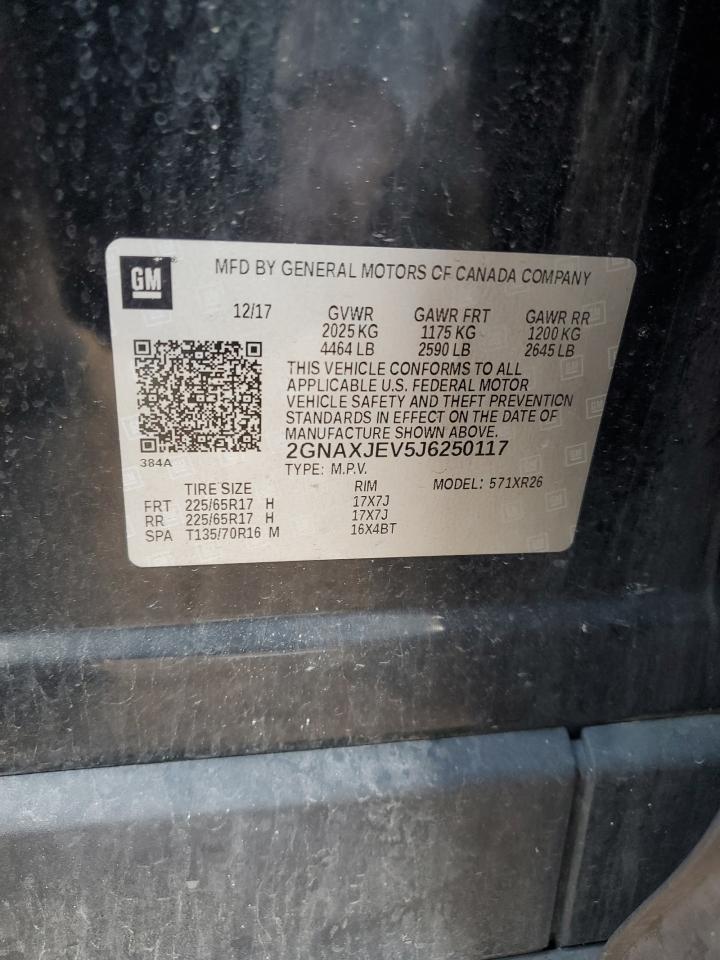 GM
MFD BY GENERAL MOTORS OF CANADA COMPANY
12/17 GVWR GAWR FRT GAWR RR
2025 KG 1175 KG 1200 KG
4464 LB 2590 LB 2645 LB
THIS VEHICLE CONFORMS TO ALL
APPLICABLE U.S. FEDERAL MOTOR
VEHICLE SAFETY AND THEFT PREVENTION
STANDARDS IN EFFECT ON THE DATE OF
MANUFACTURE SHOWN ABOVE.
2GNAXJEV5J6250117
384A
TYPE: M.P.V.
TIRE SIZE RIM MODEL: 571XR26
FRT 225/65R17 H 17X7J
RR 225/65R17 H 17X7J
SPA T135/70R16 M 16X4BT